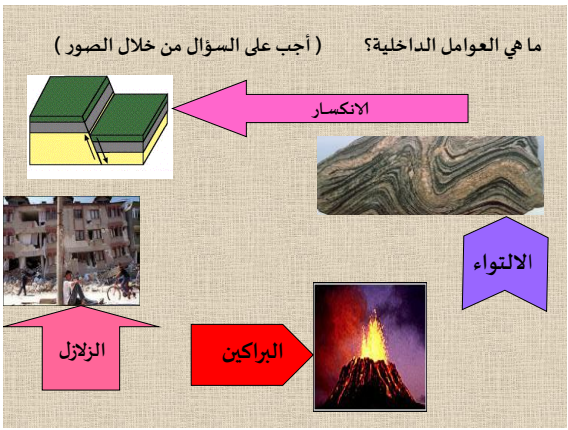 ما هي العوامل الداخلية؟ ( أجب على السؤال من خلال الصور )
الانكسار
الالتواء
البراكين
الزلازل